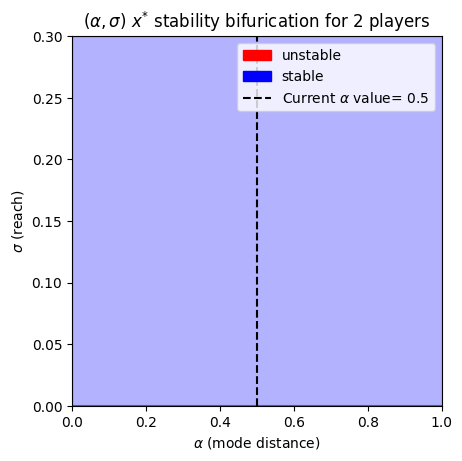 (α, σ) x* stability bifurication for 2 players
unstable
stable
Current α value= 0.5
0.30
0.25
0.20
0.15
0.10
0.05
0.00
σ (reach)
0.0 0.2 0.4 0.6 0.8 1.0
α (mode distance)